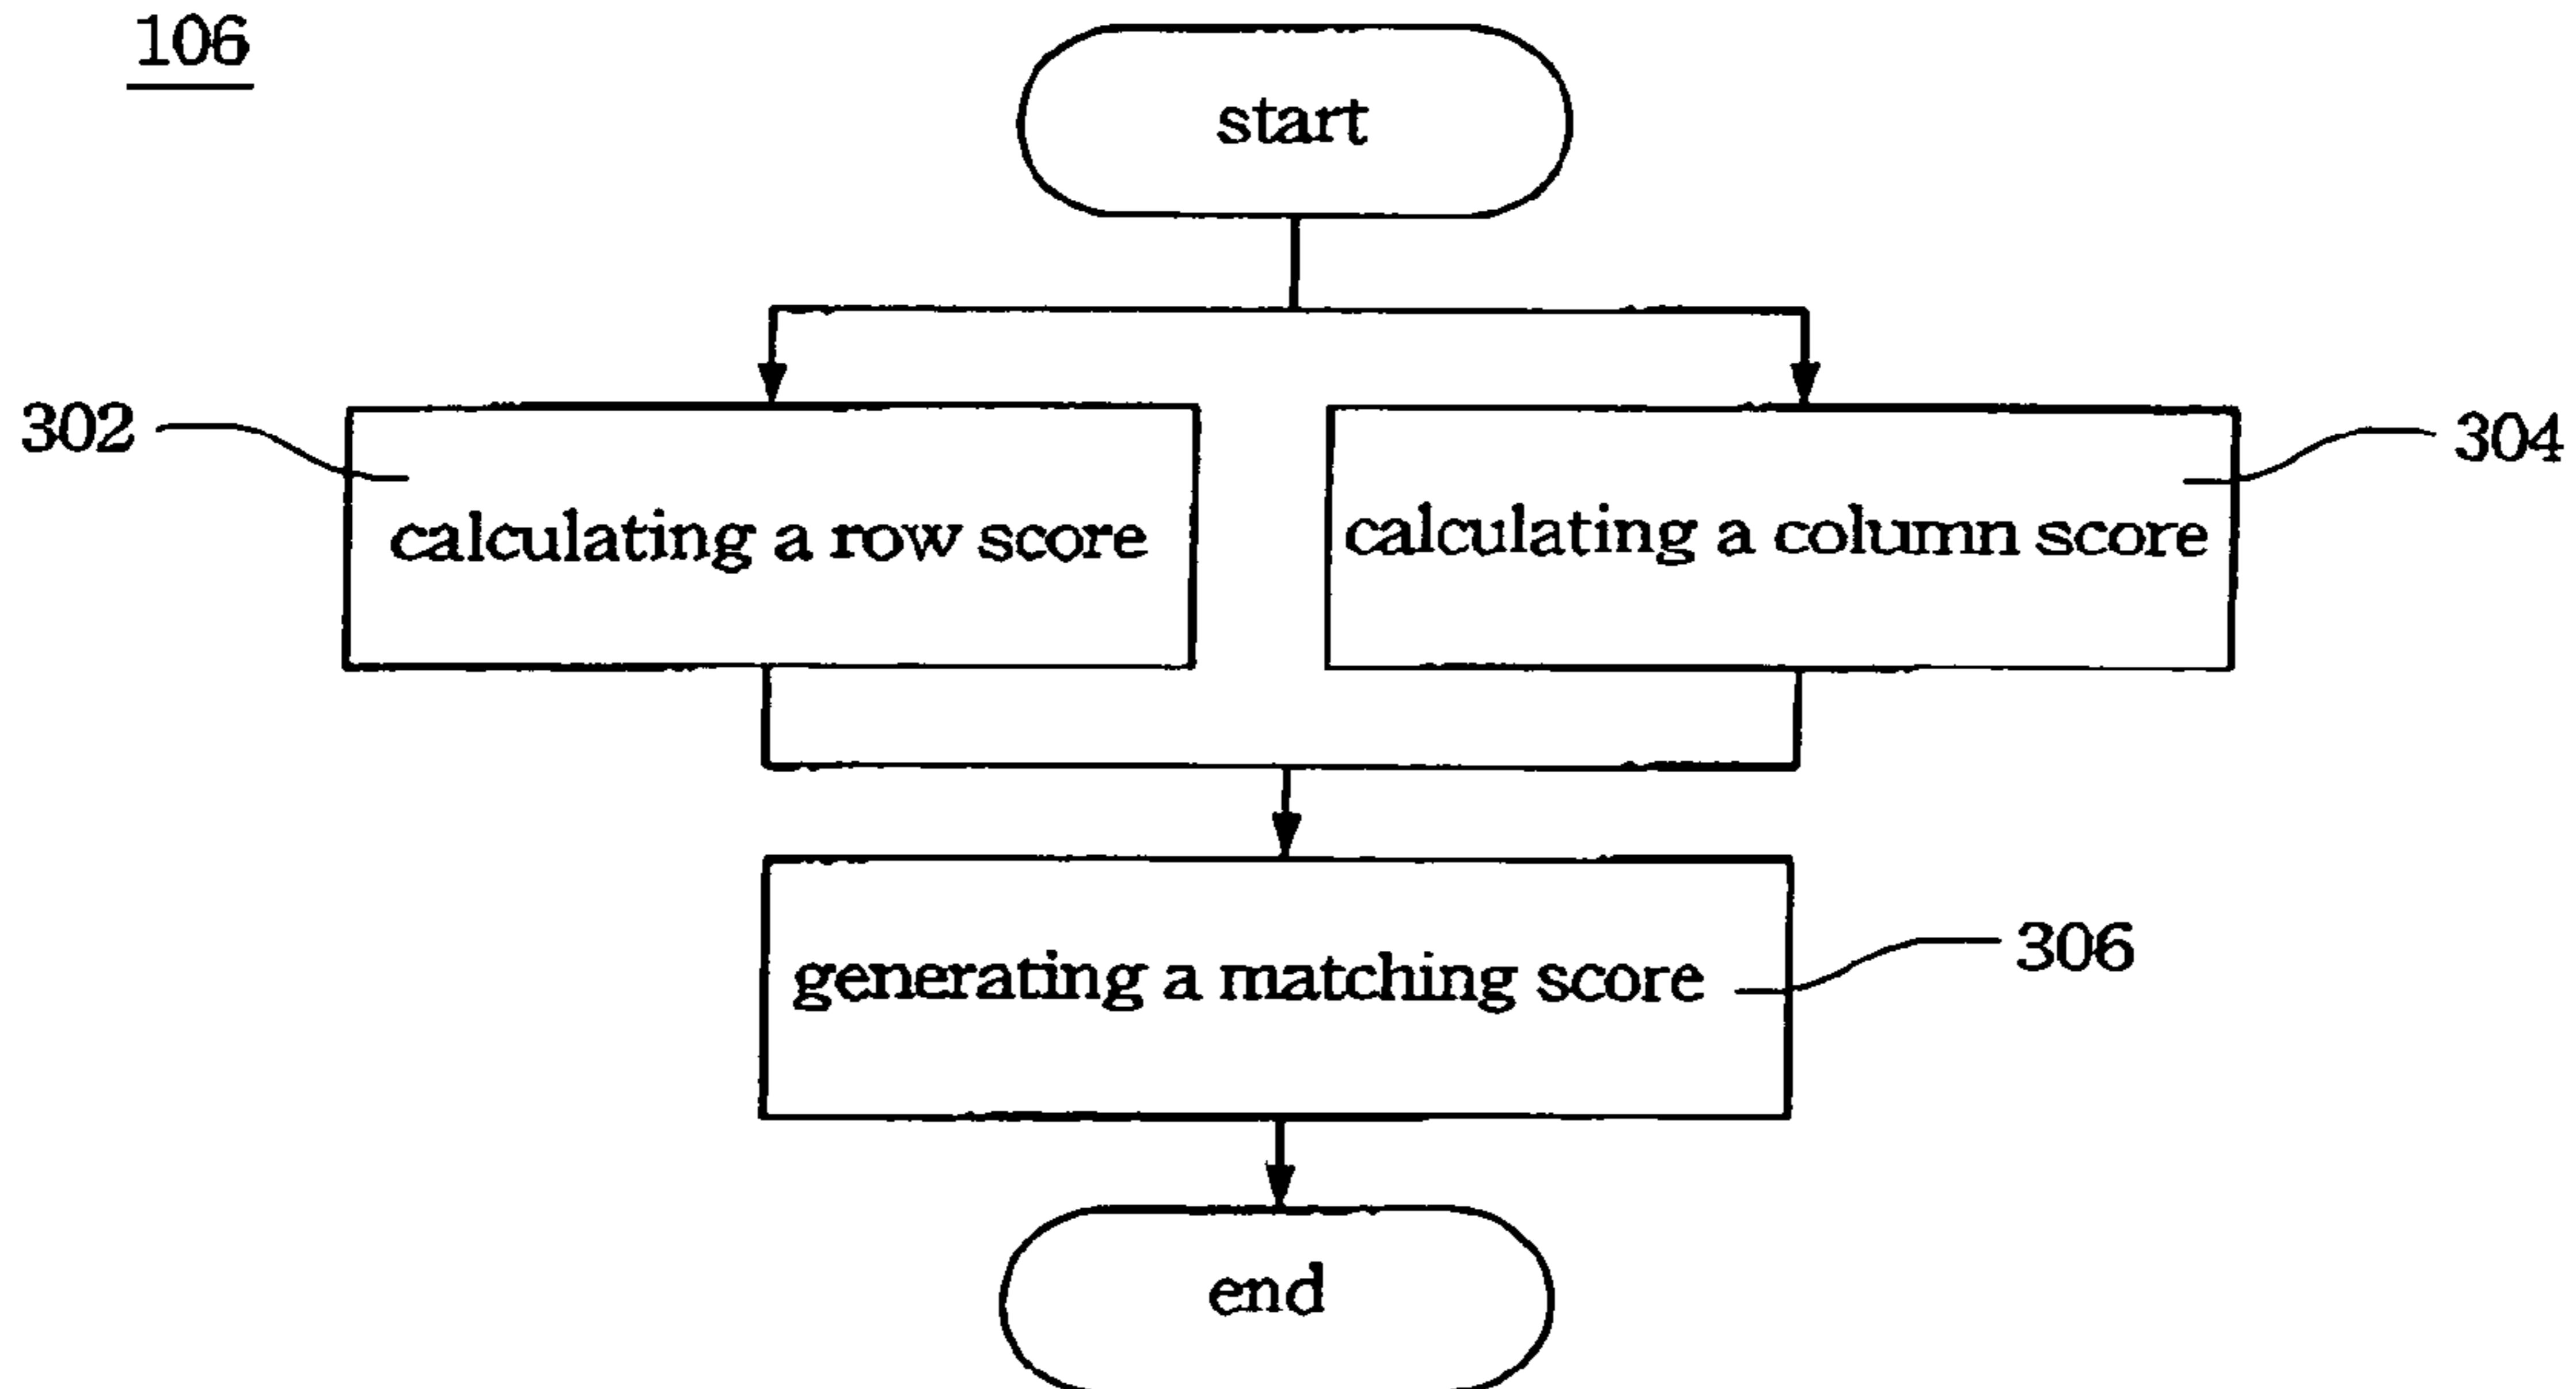 106
start
302
304
calculating a row score
calculating a column score
306
generating a matching score
end